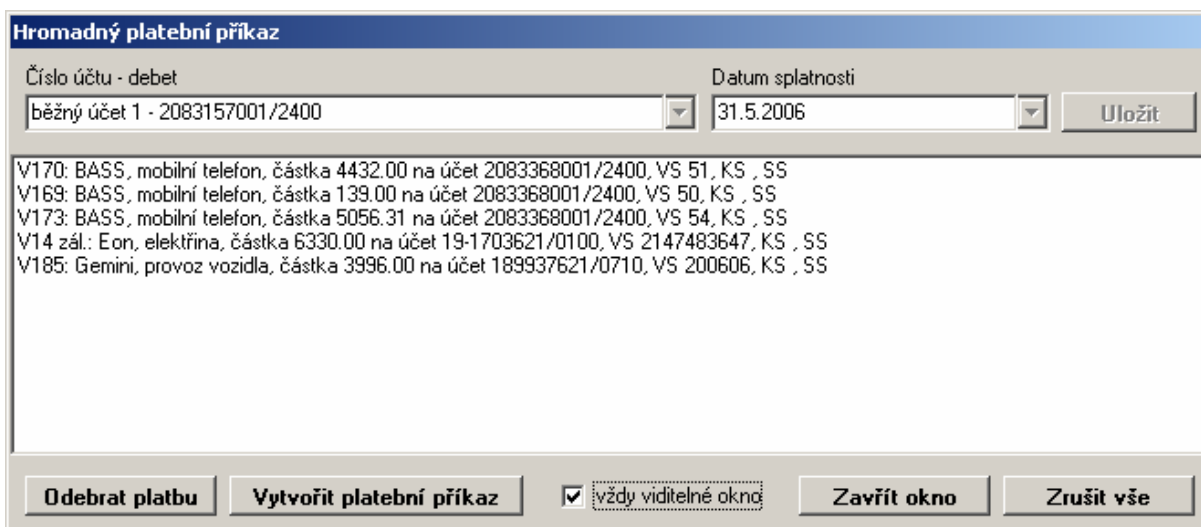 Hromadný platební příkaz
Číslo účtu - debet Datum splatnosti
běžný účet 1 - 2083157001/2400 31.5.2006 Uložit
V170: BASS, mobilní telefon, částka 4432.00 na účet 2083368001/2400, VS 51, KS , SS
V169: BASS, mobilní telefon, částka 139.00 na účet 2083368001/2400, VS 50, KS , SS
V173: BASS, mobilní telefon, částka 5056.31 na účet 2083368001/2400, VS 54, KS , SS
V14 zál.: Eon, elektřina, částka 6330.00 na účet 19-1703621/0100, VS 2147483647, KS , SS
V185: Gemini, provoz vozidla, částka 3996.00 na účet 189937621/0710, VS 200606, KS , SS
Odebrat platbu Vytvořit platební příkaz vždy viditelné okno Zavřít okno Zrušit vše